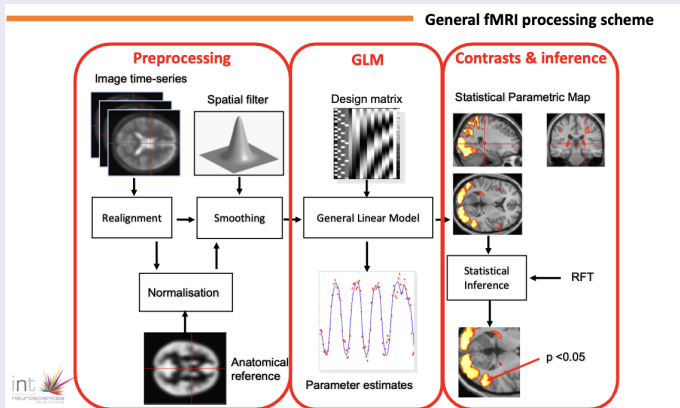 General fMRI processing scheme
Preprocessing
Image time-series
Spatial filter
Realignment
Smoothing
Normalisation
Anatomical
reference
GLM
Design matrix
General Linear Model
Parameter estimates
Contrasts & inference
Statistical Parametric Map
Statistical
Inference
RFT
p <0.05
int
neurosciences